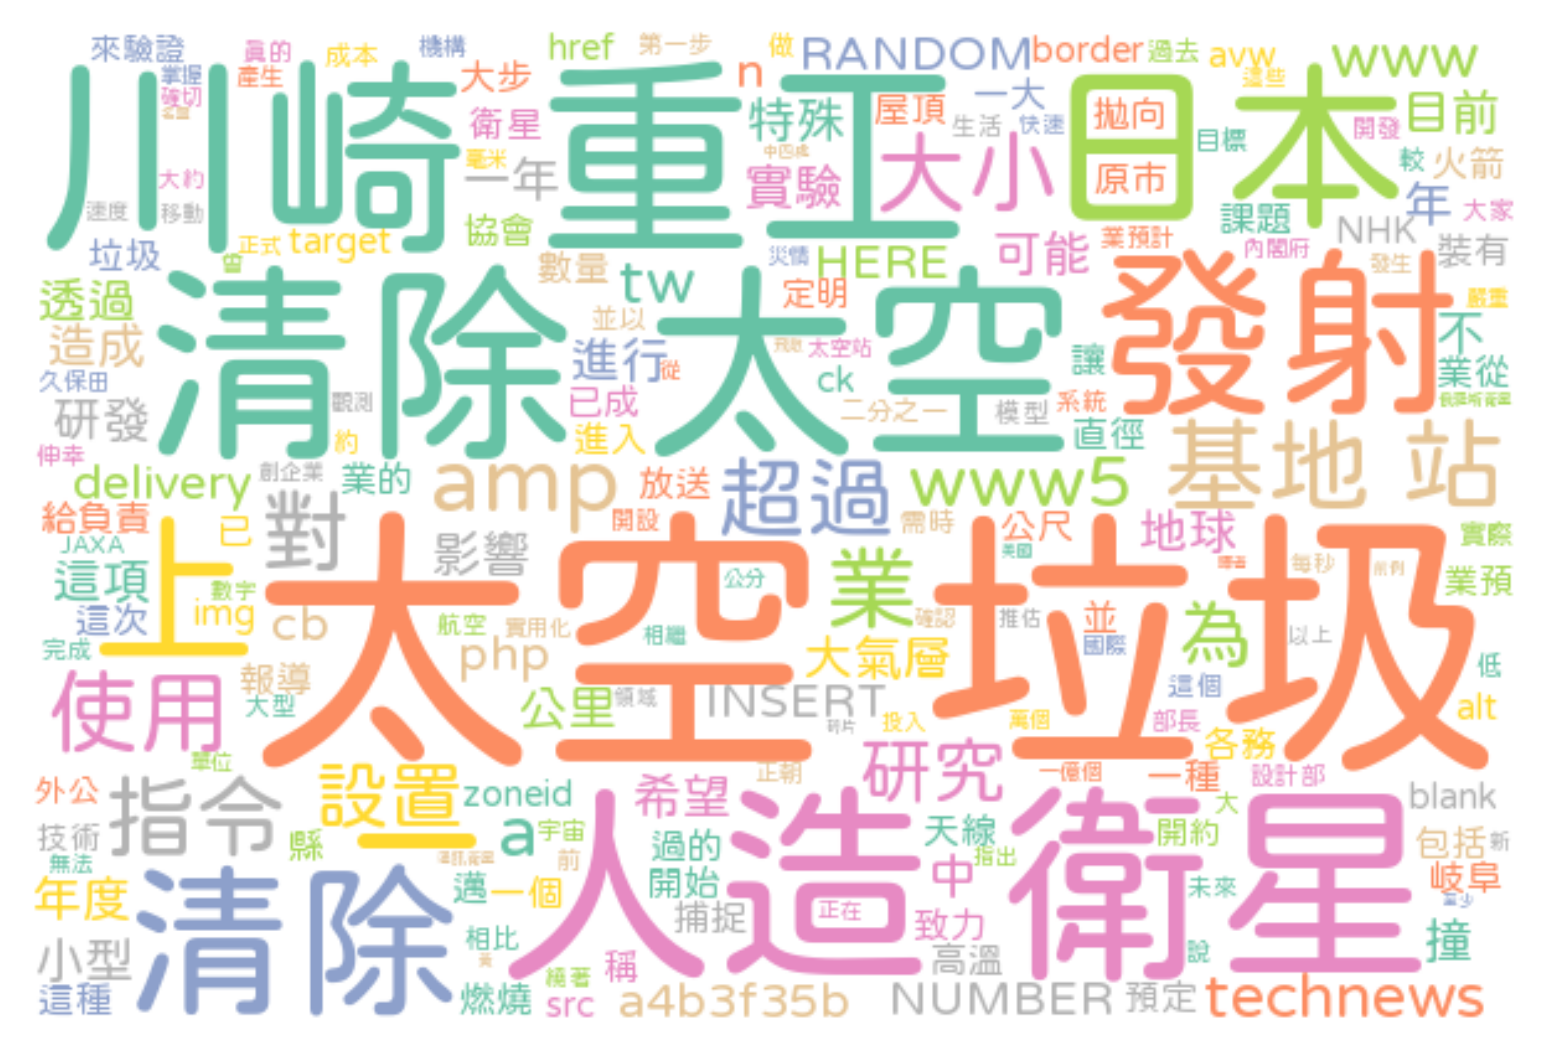 來驗證 真的 成本 機構 href 第一步 做 RANDOM border 過去 avw www
掌握 產生 大步 n 這些
確切 川崎重工 衛星 特殊 屋頂 一大 日本 拋向 目前
生活 快速 目標 開發
毫米 一年 實驗 大小 原市 較 火箭
大約 年 大家
速度 移動 協會 課題 NHK
垃圾 正式 target 災情 HERE 可能 業預計 內閣府 裝有
曾 數量 tw 定明 發射 發生
透過 清除 太空 並以 嚴重
造成 進行 從 太空站 讓 不
久保田 ck 業從
研發 觀測 已成 二分之一 模型 系統
約 進入 直徑 基地 站
伸幸 delivery 創企業 業的 amp 放送 超過 www5
給負責 上 已 對 開設 需時 公尺 地球 實際
JAXA 影響 美國 每秒
這項 數字 太空垃圾 公分 業 業預
這次 img cb 航空 實用化 相繼 確認 推估 並 為 以上
完成 php 大氣層 國際 低
使用 報導 大型 公里 領域 INSERT 這個 alt
碎片 投入 萬個 部長
單位 研究 各務
外公 指令 設置 zoneid 正朝 希望 一億個 一種 設計部 blank
技術 縣 一 a 宇宙 人造 衛星 過的 天線 大 開約 包括 新
無法 前 指出
年度 清除 邁 一個 開始 中 未來 岐阜
捕捉 正在 致力
小型 相比 稱 高溫 說 撞
這種 燃燒 繞著 src a4b3f35b NUMBER 預定 technews